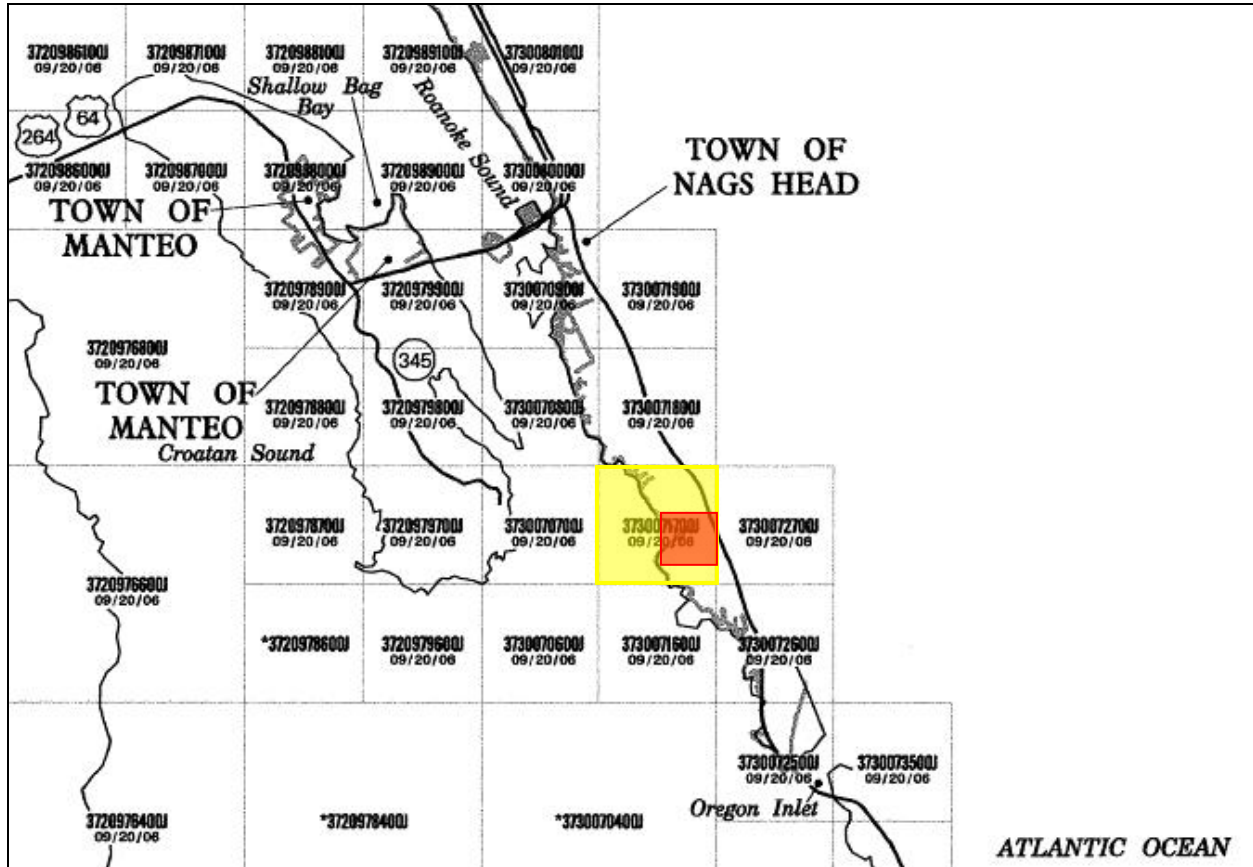 3720986100J 3720987100J 3720988100J 3720989100J 3730080100J
09/20/06 09/20/06 09/20/06 09/20/06 09/20/06
Shallow Bag
Bay
Roanoke Sound
64
264
TOWN OF
NAGS HEAD
3720986000J 3720987000J 3720988000J 3720989000J 3730080000J
09/20/06 09/20/06 09/20/06 09/20/06 09/20/06
TOWN OF
MANTEO
3720978900J 3720979900J 3730070900J 3730071900J
09/20/06 09/20/06 09/20/06 09/20/06
3720976800J
09/20/06
345
TOWN OF
MANTEO
3720978800J 3720979800J 3730070800J 3730071800J
09/20/06 09/20/06 09/20/06 09/20/06
Croatan Sound
3720978700J 3720979700J 3730070700J 3730071700J 3730072700J
09/20/06 09/20/06 09/20/06 09/20/06 09/20/06
3720976600J
09/20/06
*3720978600J 3720979600J 3730070600J 3730071600J 3730072600J
09/20/06 09/20/06 09/20/06 09/20/06
3730072500J 3730073500J
09/20/06 09/20/06
Oregon Inlet
3720976400J
09/20/06
*3720978400J *3730070400J
ATLANTIC OCEAN